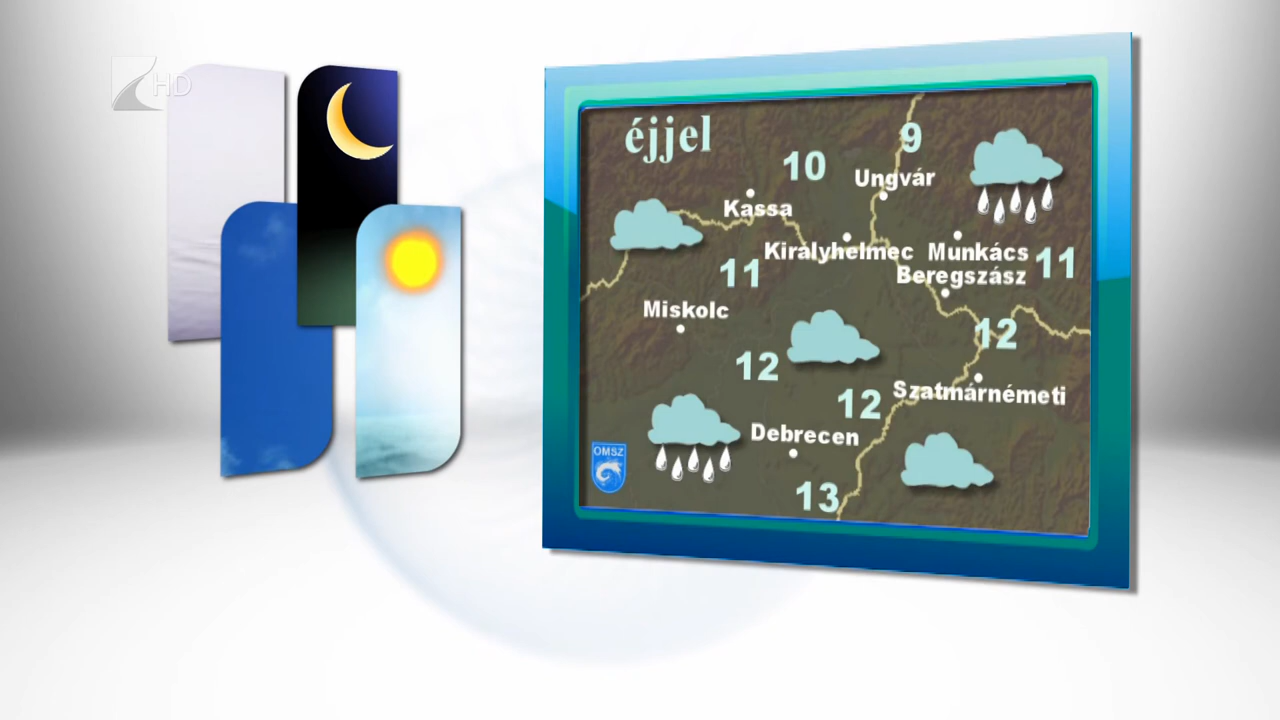 HD
éjjel
9
10
Ungvár
Kassa
Királyhelmec
Munkács
11
11
Beregszász
Miskolc
12
12
12
Szatmárnémeti
Debrecen
OMSZ
13